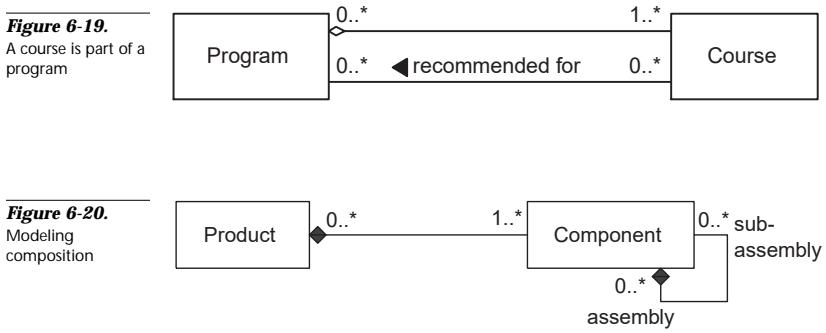 Figure 6-19.
A course is part of a
program
0..*
1..*
Program
Course
0..*
recommended for
0..*
Figure 6-20.
Modeling
composition
Product
0..*
1..*
Component
0..*
sub-
assembly
0..*
assembly